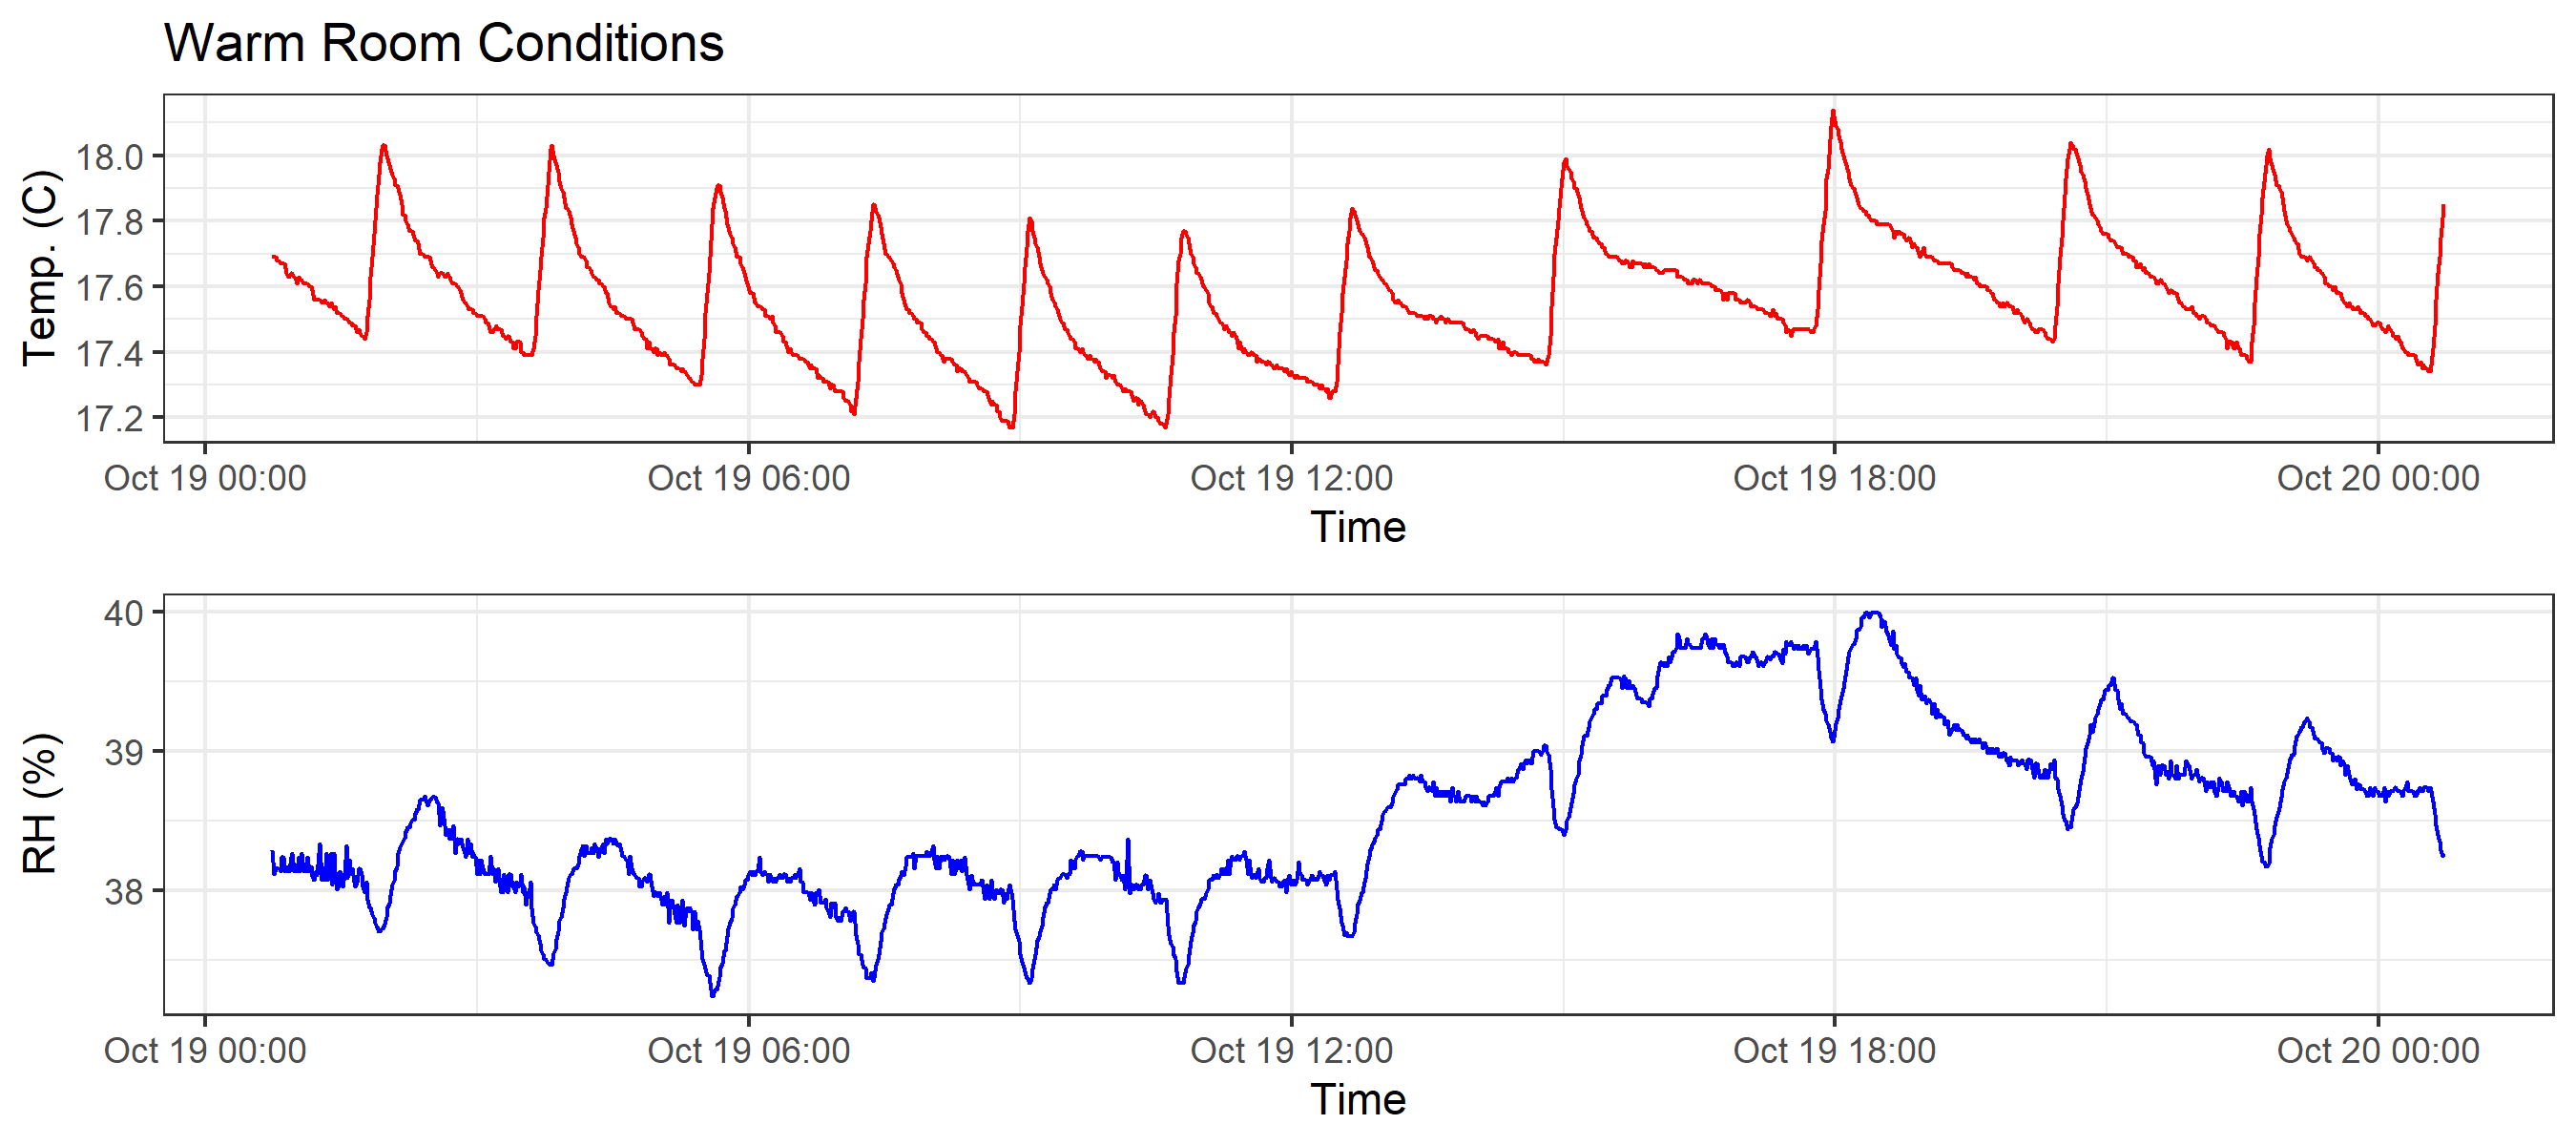 Warm Room Conditions
Temp. (C)
18.0
17.8
17.6
17.4
17.2
Oct 19 00:00 Oct 19 06:00 Oct 19 12:00 Oct 19 18:00 Oct 20 00:00
Time
RH (%)
40
39
38
Oct 19 00:00 Oct 19 06:00 Oct 19 12:00 Oct 19 18:00 Oct 20 00:00
Time